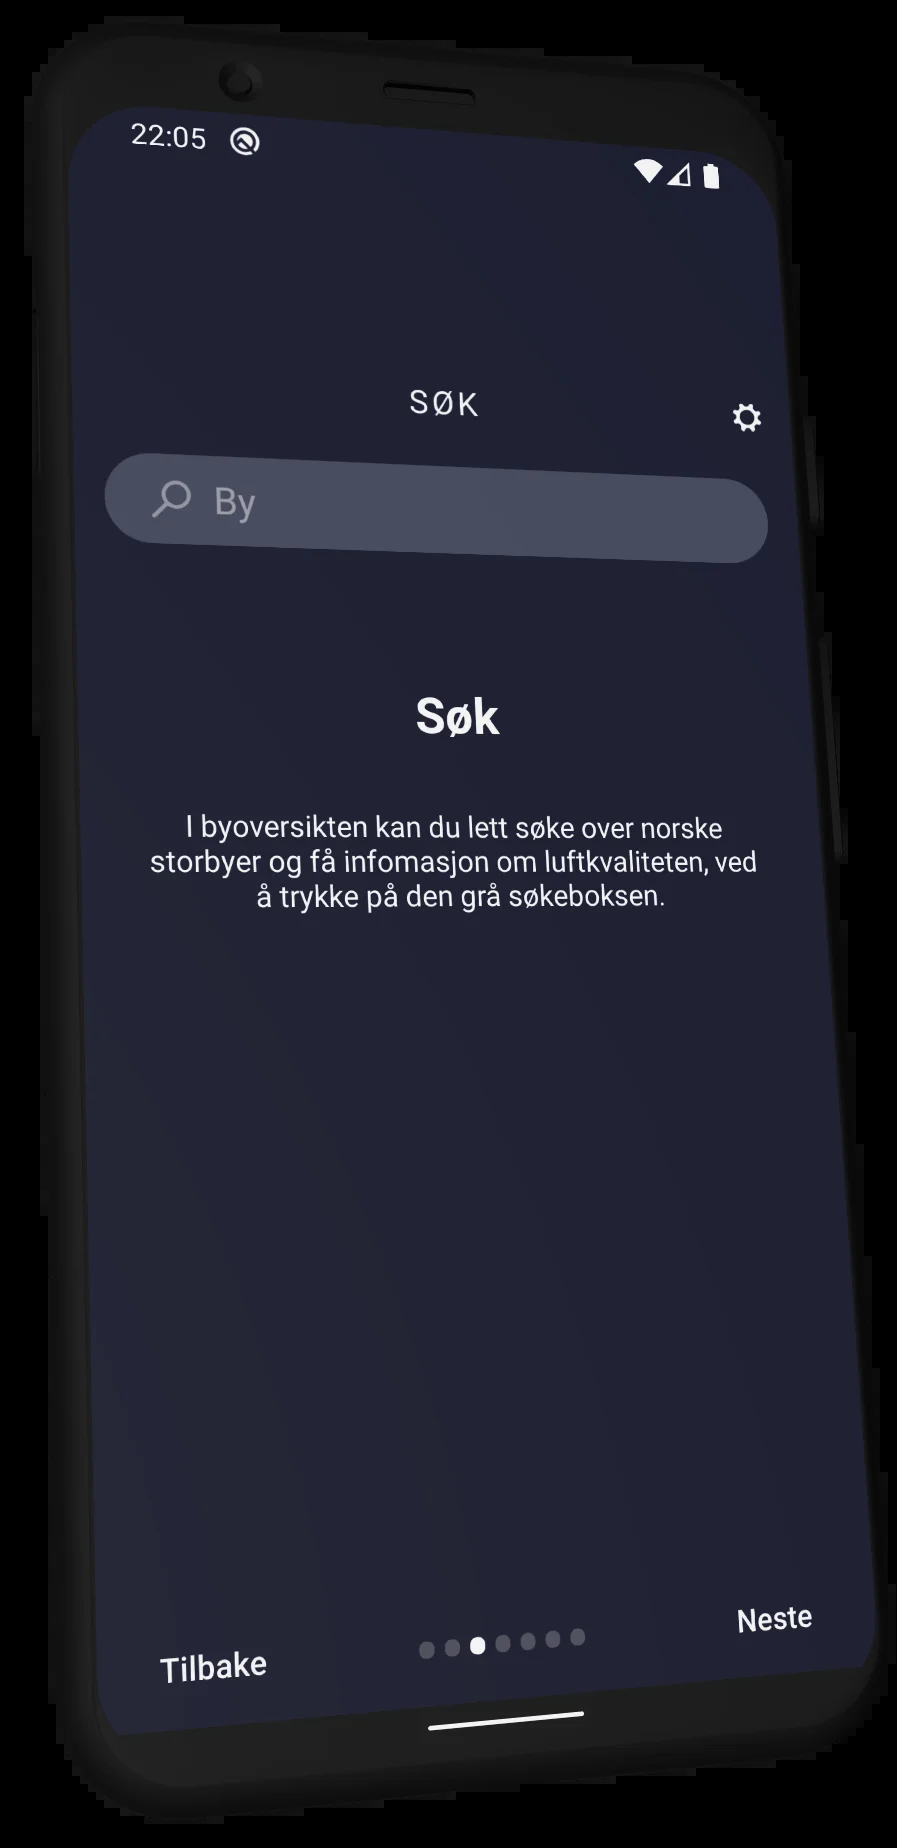 22:05
SØK
By
Søk
I byoversikten kan du lett søke over norske
storbyer og få infomasjon om luftkvaliteten, ved
å trykke på den grå søkeboksen.
Tilbake
Neste